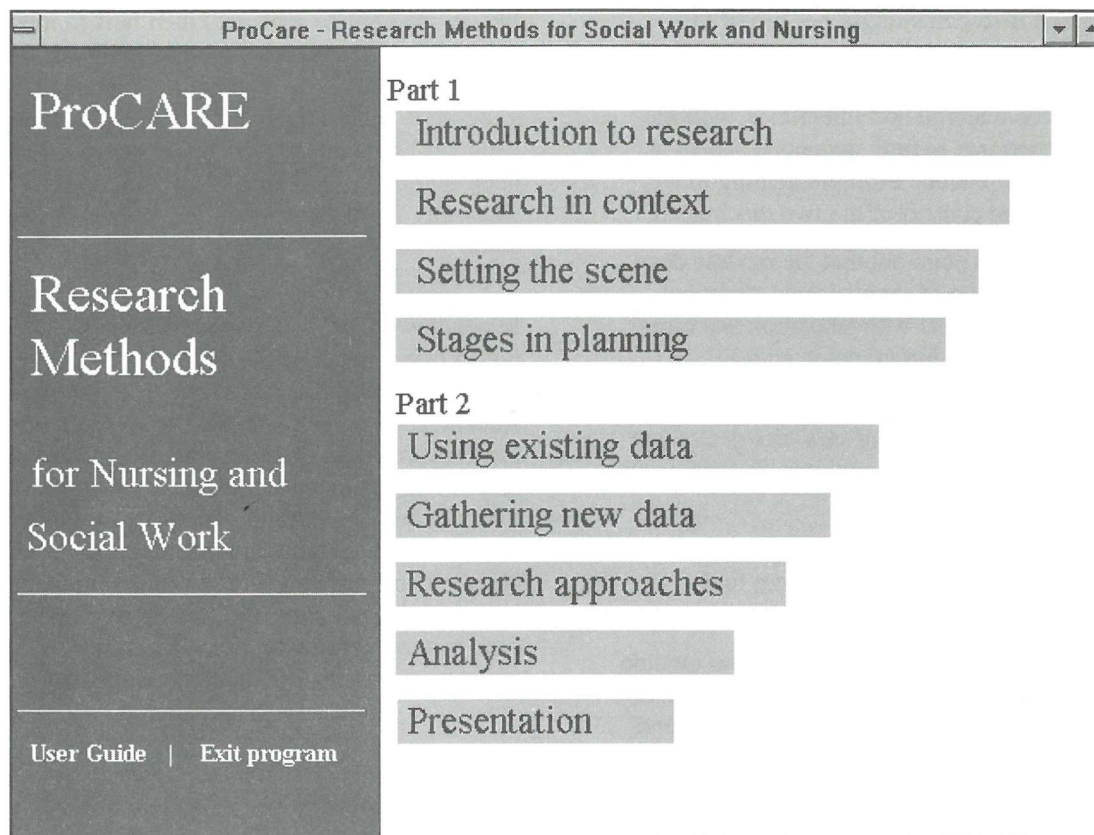 ProCare - Research Methods for Social Work and Nursing
ProCARE
Research
Methods
for Nursing and
Social Work
User Guide | Exit program
Part 1
Introduction to research
Research in context
Setting the scene
Stages in planning
Part 2
Using existing data
Gathering new data
Research approaches
Analysis
Presentation